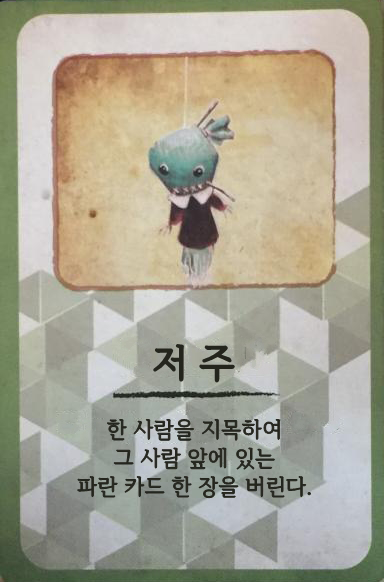 저주
한 사람을 지목하여
그 사람 앞에 있는
파란 카드 한 장을 버린다.